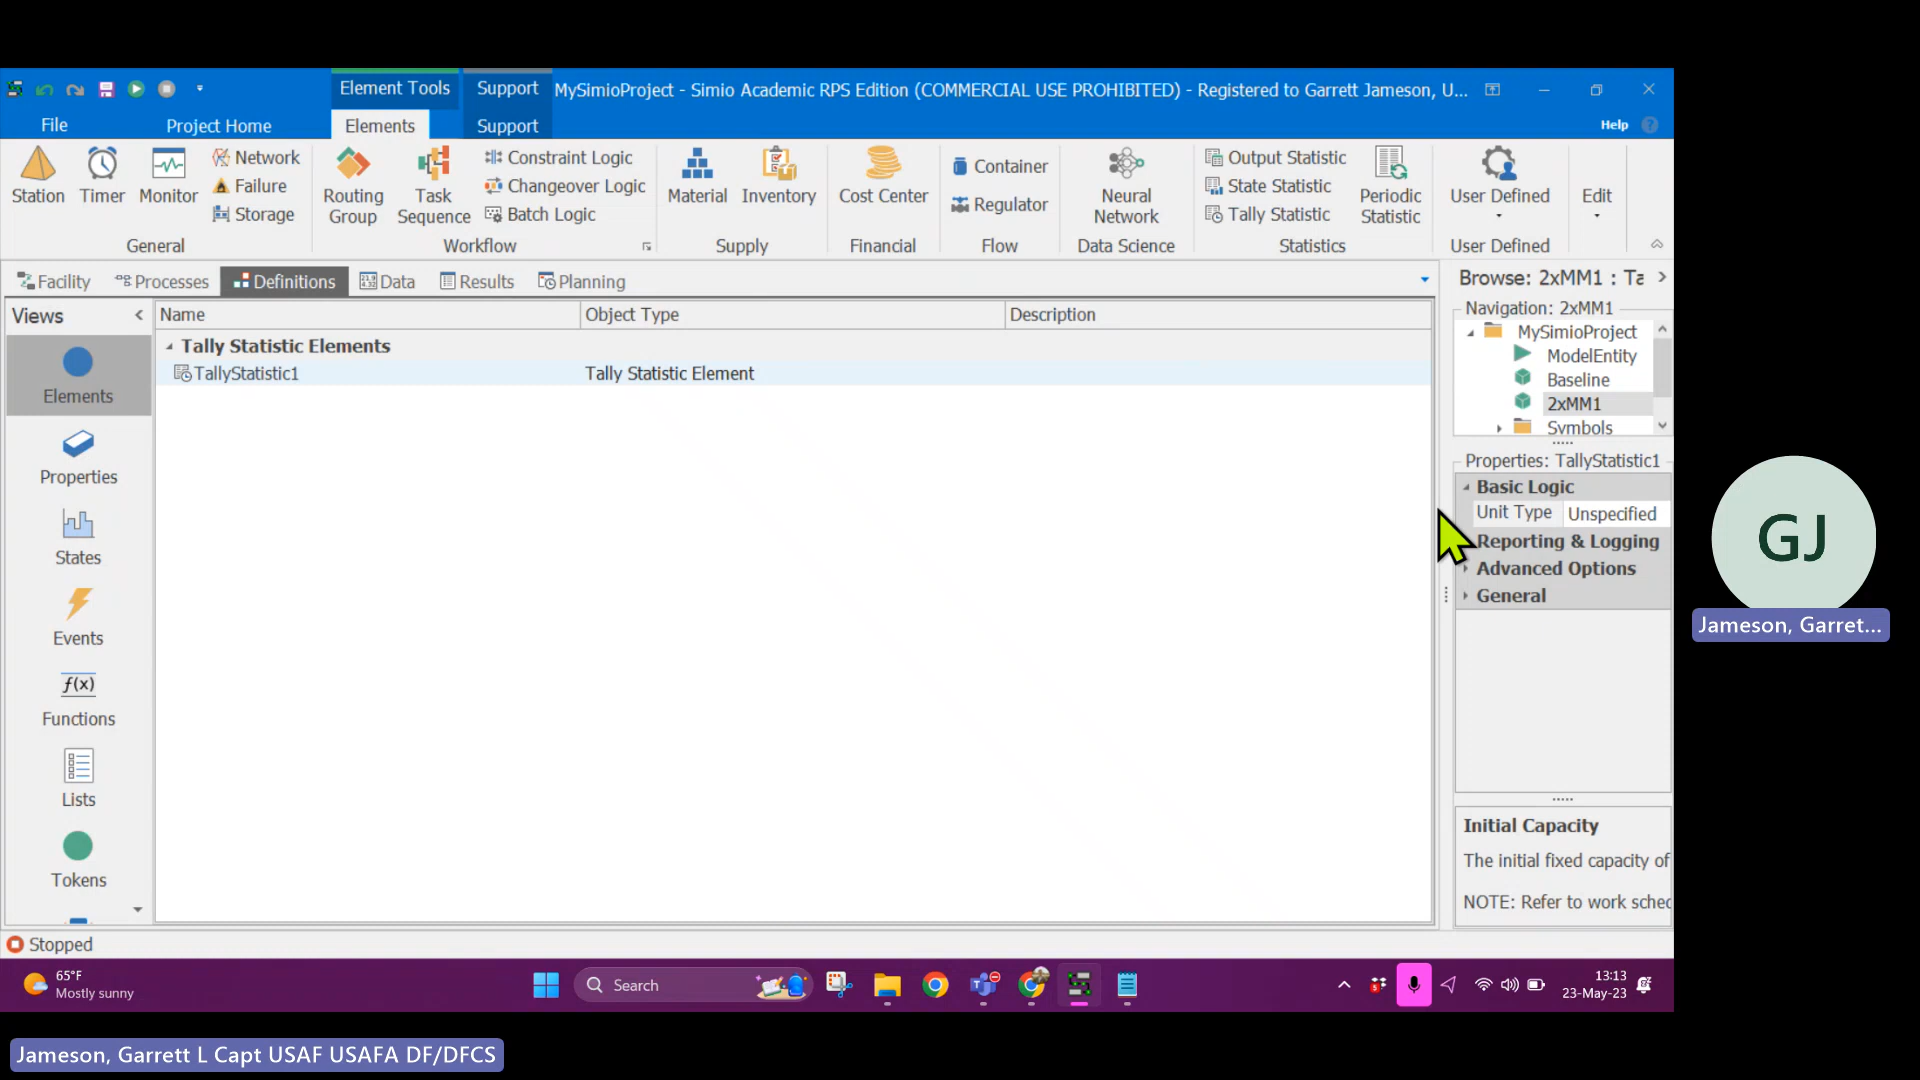 Element Tools
Support
MySimioProject - Simio Academic RPS Edition (COMMERCIAL USE PROHIBITED) - Registered to Garrett Jameson, U...
File
Project Home
Elements
Support
Help
Station
Timer
Monitor
Network
Failure
Storage
General
Routing Group
Task Sequence
Constraint Logic
Changeover Logic
Batch Logic
Workflow
Material
Inventory
Supply
Cost Center
Financial
Container
Regulator
Flow
Neural Network
Data Science
Output Statistic
State Statistic
Tally Statistic
Periodic Statistic
Statistics
User Defined
User Defined
Edit
Facility
Processes
Definitions
Data
Results
Planning
Views
Elements
Properties
States
Events
f(x)
Functions
Lists
Tokens
Name
Object Type
Description
Tally Statistic Elements
TallyStatistic1
Tally Statistic Element
Browse: 2xMM1 : Ta
Navigation: 2xMM1
MySimioProject
ModelEntity
Baseline
2xMM1
Symbols
Properties: TallyStatistic1
Basic Logic
Unit Type
Unspecified
Reporting & Logging
Advanced Options
General
Initial Capacity
The initial fixed capacity of
NOTE: Refer to work sched
GJ
Jameson, Garret...
Stopped
65°F
Mostly sunny
Search
13:13
23-May-23
Jameson, Garrett L Capt USAF USAFA DF/DFCS